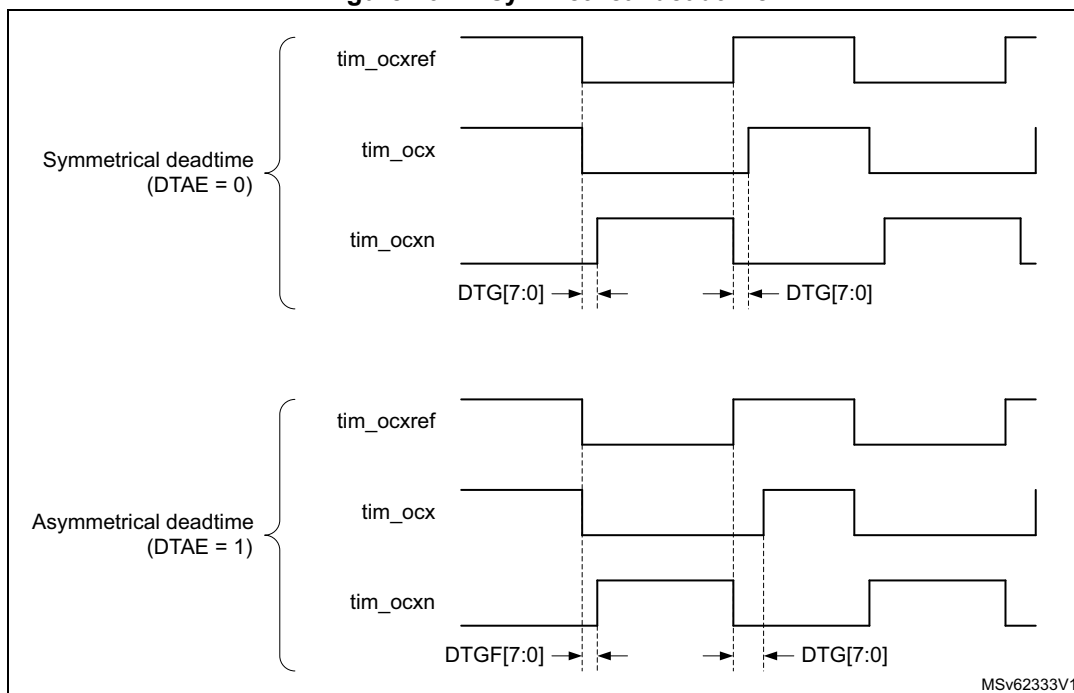 tim_ocxref
tim_ocx
Symmetrical deadtime
(DTAE = 0)
tim_ocxn
DTG[7:0]
DTG[7:0]
tim_ocxref
tim_ocx
Asymmetrical deadtime
(DTAE = 1)
tim_ocxn
DTGF[7:0]
DTG[7:0]
MSv62333V1